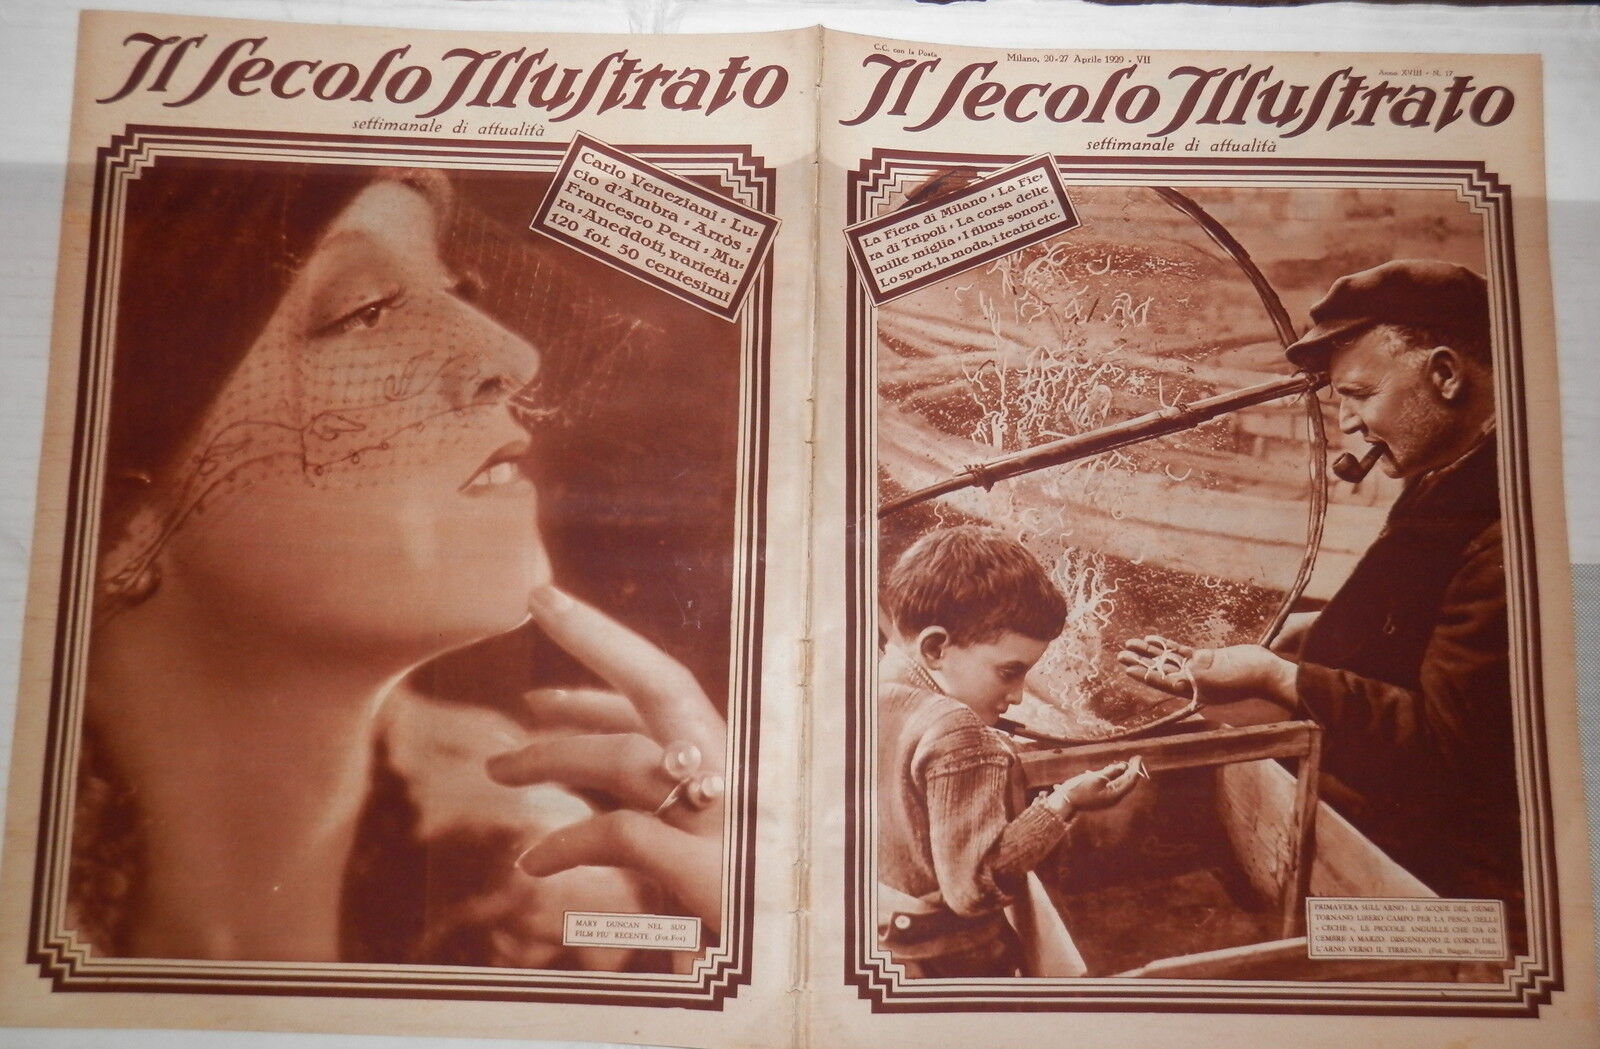 Il Secolo Illustrato
settimanale di attualità
Carlo Veneziani - Lu-
cio d'Ambra - Arròs -
Francesco Perri - Mu-
ra - Aneddoti, varietà -
120 fot. 50 centesimi
MARY DUNCAN NEL SUO
FILM PIU' RECENTE. (Fot. Fox)
C.C. con la Posta
Milano, 20-27 Aprile 1929 - VII
Anno XVIII - N. 17
Il Secolo Illustrato
settimanale di attualità
La Fiera di Milano - La Fie-
ra di Tripoli - La corsa delle
mille miglia - I films sonori -
Lo sport, la moda, i teatri etc.
PRIMAVERA SULL'ARNO: LE ACQUE DEL FIUME
TORNANO LIBERO CAMPO PER LA PESCA DELLE
« CECHE », LE PICCOLE ANGUILLE CHE DA DI-
CEMBRE A MARZO DISCENDONO IL CORSO DEL-
L'ARNO VERSO IL TIRRENO. (Fot. Firenze)